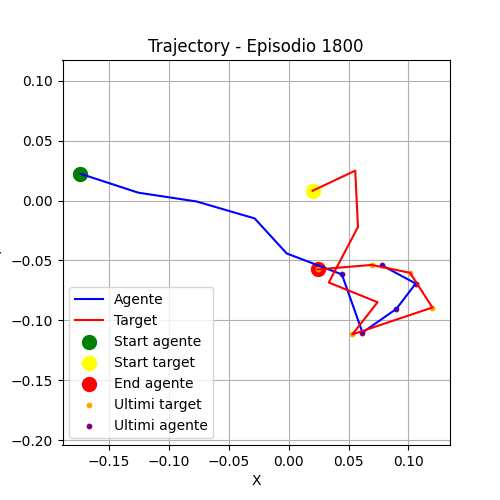 Trajectory - Episodio 1800
0.10
0.05
0.00
−0.05
−0.10
−0.15
−0.20
Agente
Target
Start agente
Start target
End agente
Ultimi target
Ultimi agente
−0.15 −0.10 −0.05 0.00 0.05 0.10
X